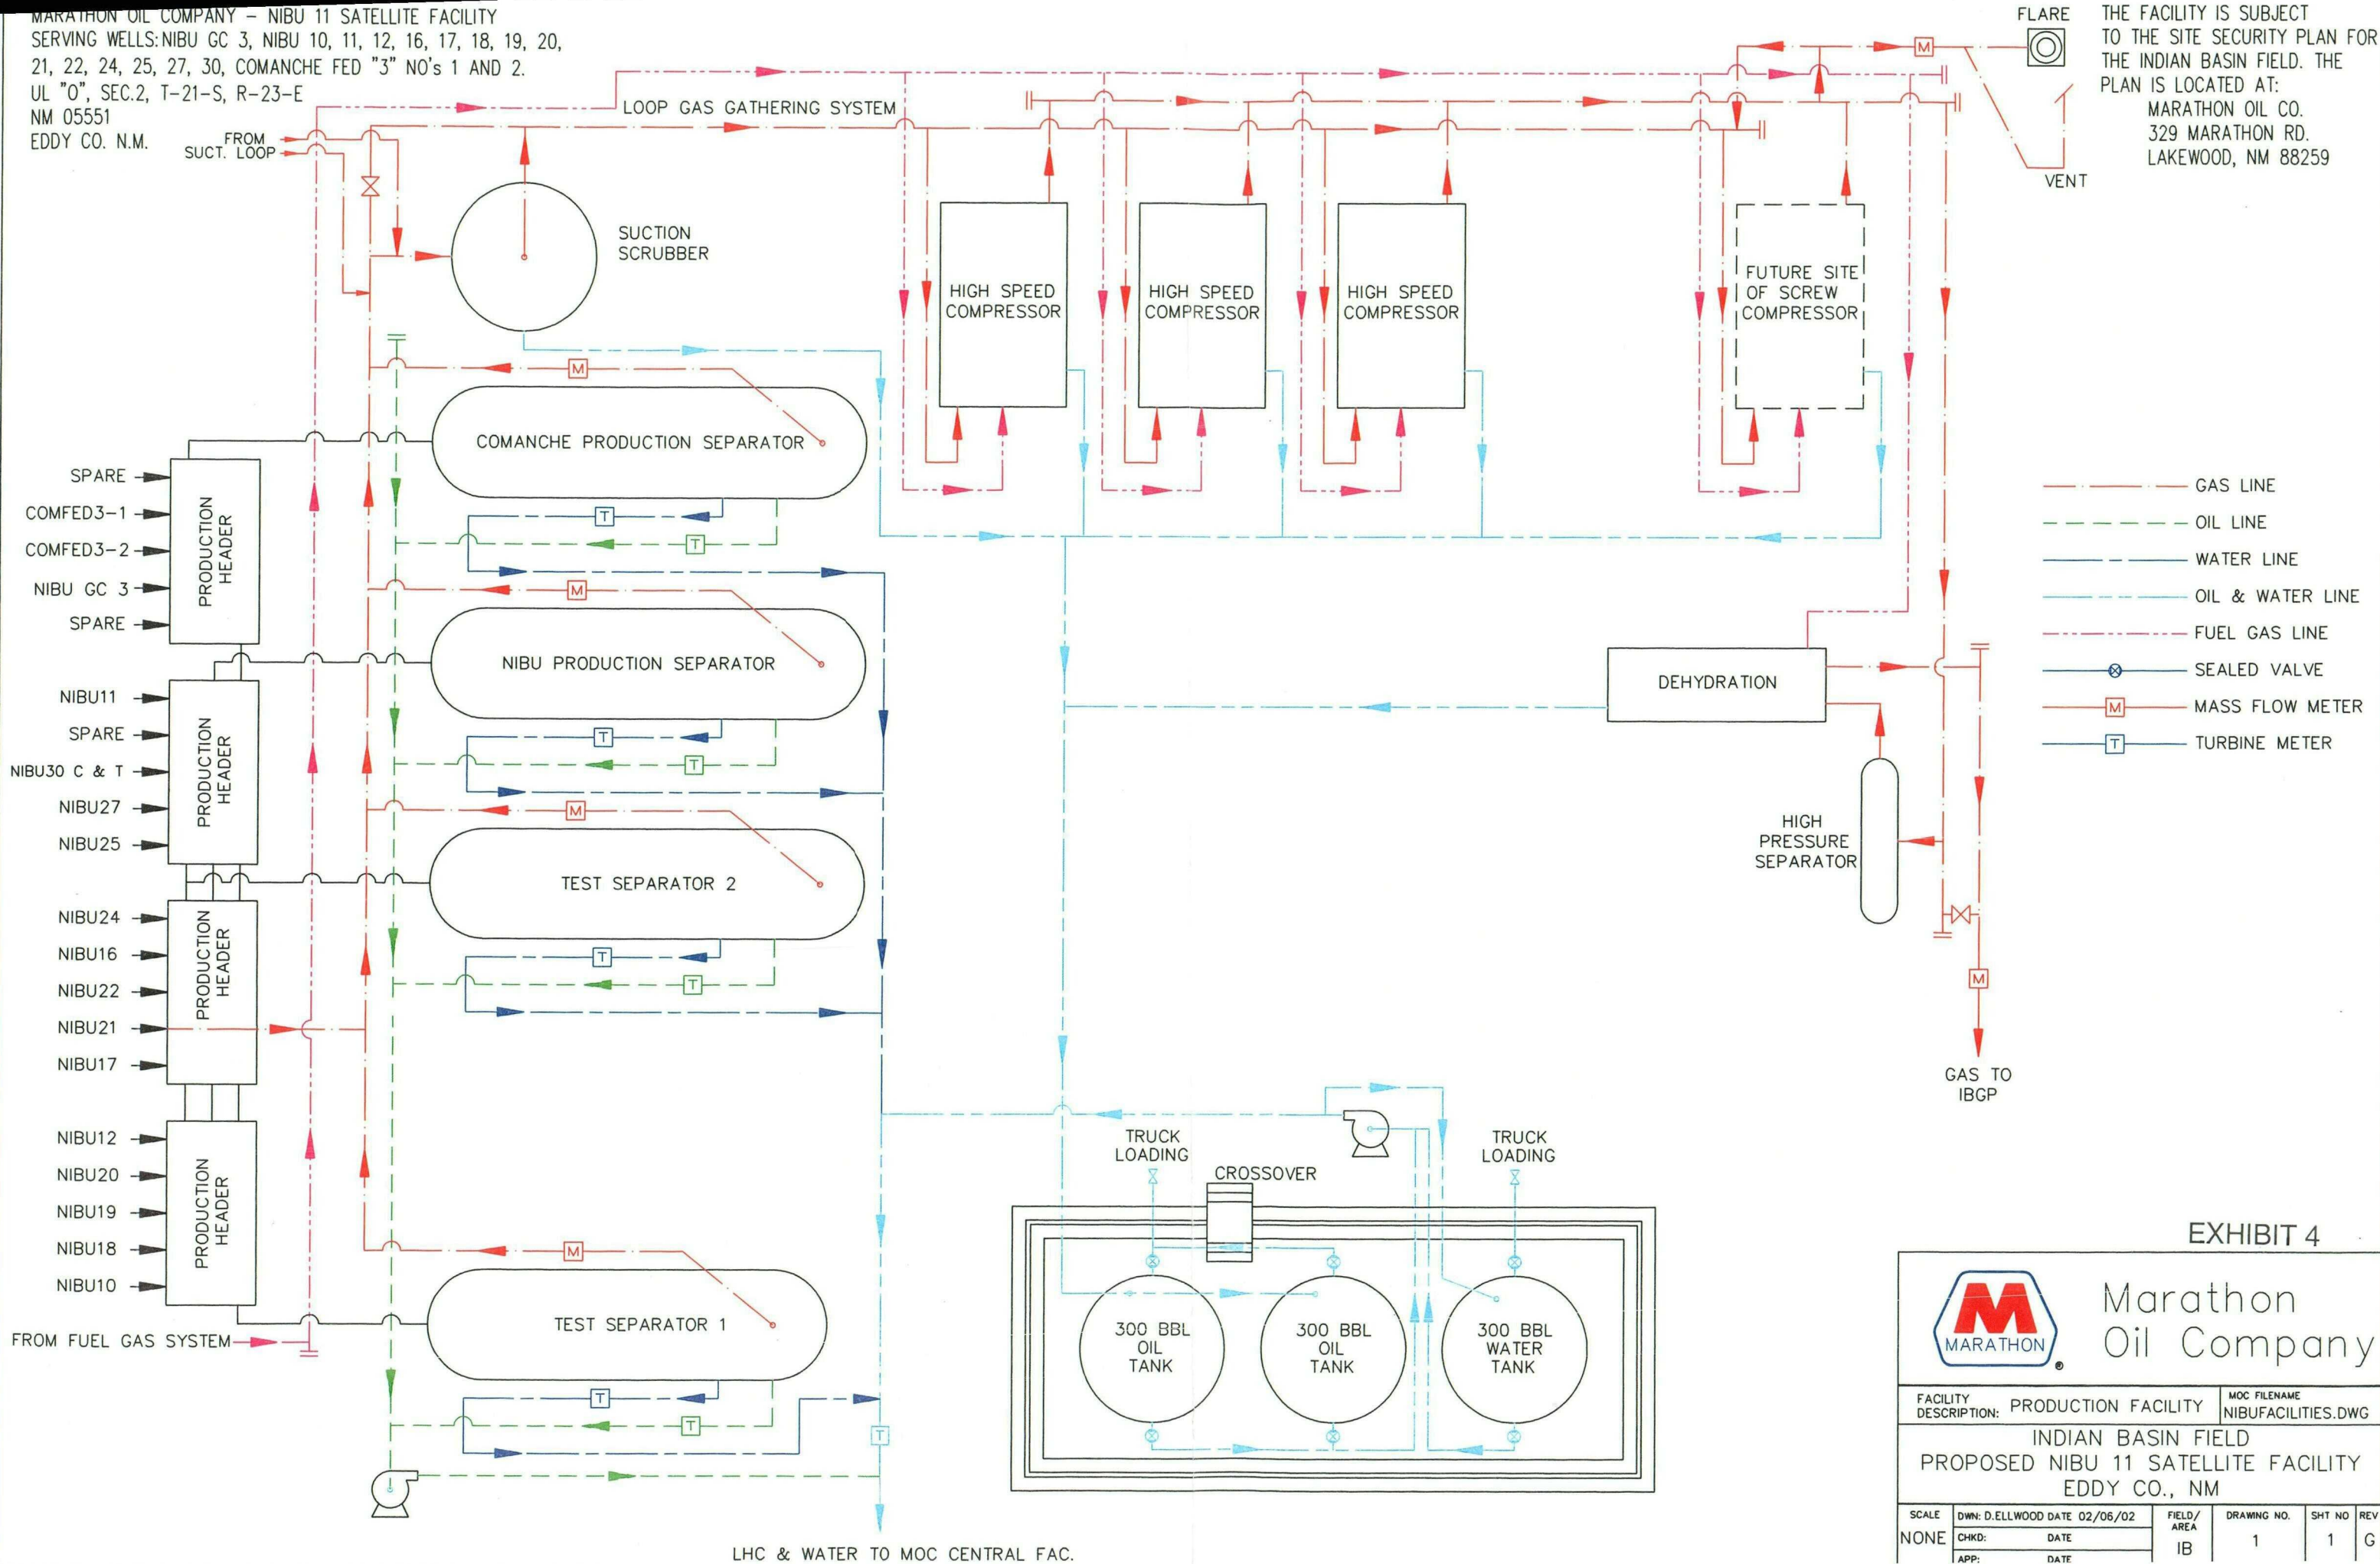 MARATHON OIL COMPANY – NIBU 11 SATELLITE FACILITY
SERVING WELLS: NIBU GC 3, NIBU 10, 11, 12, 16, 17, 18, 19, 20,
21, 22, 24, 25, 27, 30, COMANCHE FED "3" NO's 1 AND 2.
UL "O", SEC.2, T-21-S, R-23-E
NM 05551
EDDY CO. N.M.
FROM
SUCT. LOOP
LOOP GAS GATHERING SYSTEM
FLARE
THE FACILITY IS SUBJECT
TO THE SITE SECURITY PLAN FOR
THE INDIAN BASIN FIELD. THE
PLAN IS LOCATED AT:
MARATHON OIL CO.
329 MARATHON RD.
LAKEWOOD, NM 88259
M
VENT
SUCTION
SCRUBBER
HIGH SPEED
COMPRESSOR
HIGH SPEED
COMPRESSOR
HIGH SPEED
COMPRESSOR
FUTURE SITE
OF SCREW
COMPRESSOR
M
COMANCHE PRODUCTION SEPARATOR
T
T
SPARE
COMFED3-1
COMFED3-2
NIBU GC 3
SPARE
PRODUCTION
HEADER
M
NIBU PRODUCTION SEPARATOR
T
T
NIBU11
SPARE
NIBU30 C & T
NIBU27
NIBU25
PRODUCTION
HEADER
M
TEST SEPARATOR 2
T
T
NIBU24
NIBU16
NIBU22
NIBU21
NIBU17
PRODUCTION
HEADER
NIBU12
NIBU20
NIBU19
NIBU18
NIBU10
PRODUCTION
HEADER
M
TEST SEPARATOR 1
T
T
T
FROM FUEL GAS SYSTEM
LHC & WATER TO MOC CENTRAL FAC.
GAS LINE
OIL LINE
WATER LINE
OIL & WATER LINE
FUEL GAS LINE
SEALED VALVE
M MASS FLOW METER
T TURBINE METER
DEHYDRATION
HIGH
PRESSURE
SEPARATOR
M
GAS TO
IBGP
TRUCK
LOADING
CROSSOVER
TRUCK
LOADING
300 BBL
OIL
TANK
300 BBL
OIL
TANK
300 BBL
WATER
TANK
EXHIBIT 4
MARATHON
®
Marathon
Oil Company
FACILITY
DESCRIPTION: PRODUCTION FACILITY
MOC FILENAME
NIBUFACILITIES.DWG
INDIAN BASIN FIELD
PROPOSED NIBU 11 SATELLITE FACILITY
EDDY CO., NM
SCALE
NONE
DWN: D.ELLWOOD DATE 02/06/02
CHKD: DATE
APP: DATE
FIELD/
AREA
IB
DRAWING NO.
1
SHT NO
1
REV
G